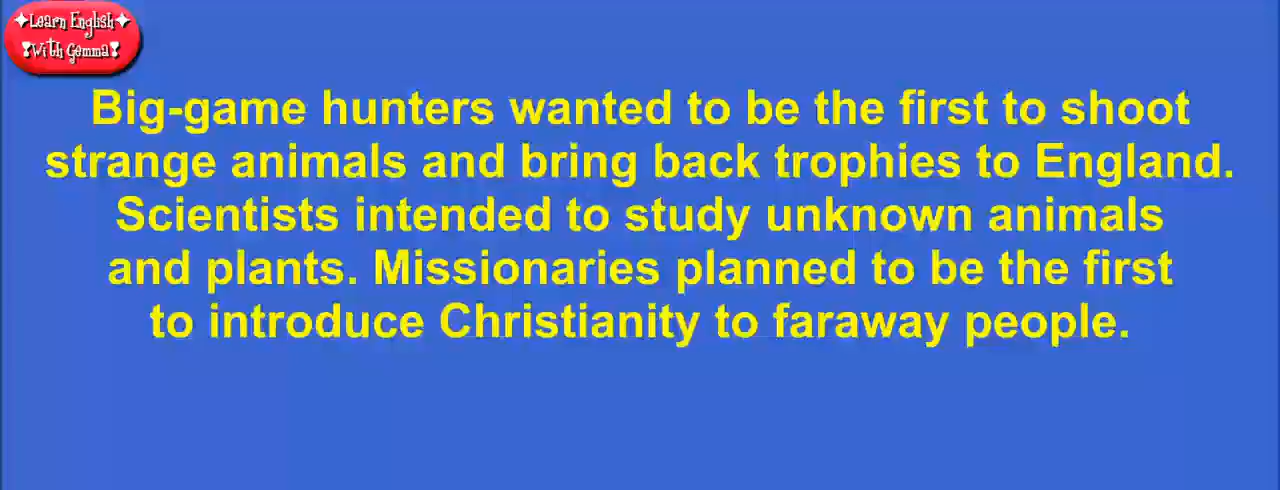 ✦Learn English✦
❢With Gemma❢
Big-game hunters wanted to be the first to shoot
strange animals and bring back trophies to England.
Scientists intended to study unknown animals
and plants. Missionaries planned to be the first
to introduce Christianity to faraway people.